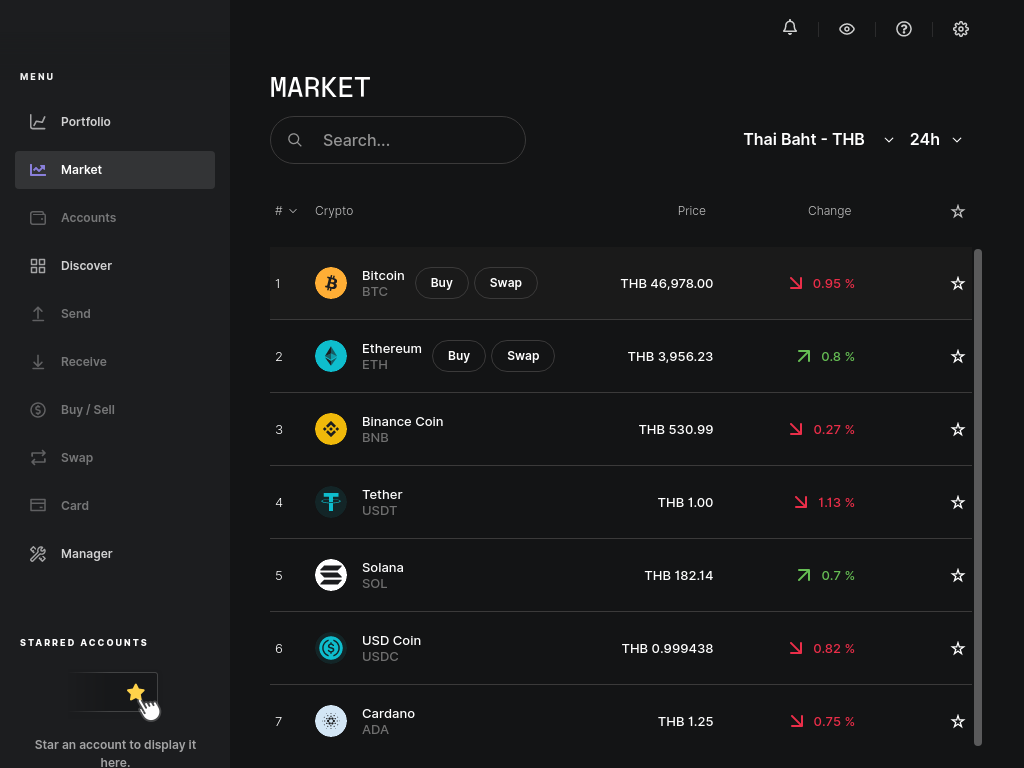 MENU
Portfolio
Market
Accounts
Discover
Send
Receive
Buy / Sell
Swap
Card
Manager
STARRED ACCOUNTS
Star an account to display it
here.
MARKET
Search...
Thai Baht - THB
24h
# Crypto Price Change
1 Bitcoin BTC Buy Swap THB 46,978.00 0.95 %
2 Ethereum ETH Buy Swap THB 3,956.23 0.8 %
3 Binance Coin BNB THB 530.99 0.27 %
4 Tether USDT THB 1.00 1.13 %
5 Solana SOL THB 182.14 0.7 %
6 USD Coin USDC THB 0.999438 0.82 %
7 Cardano ADA THB 1.25 0.75 %